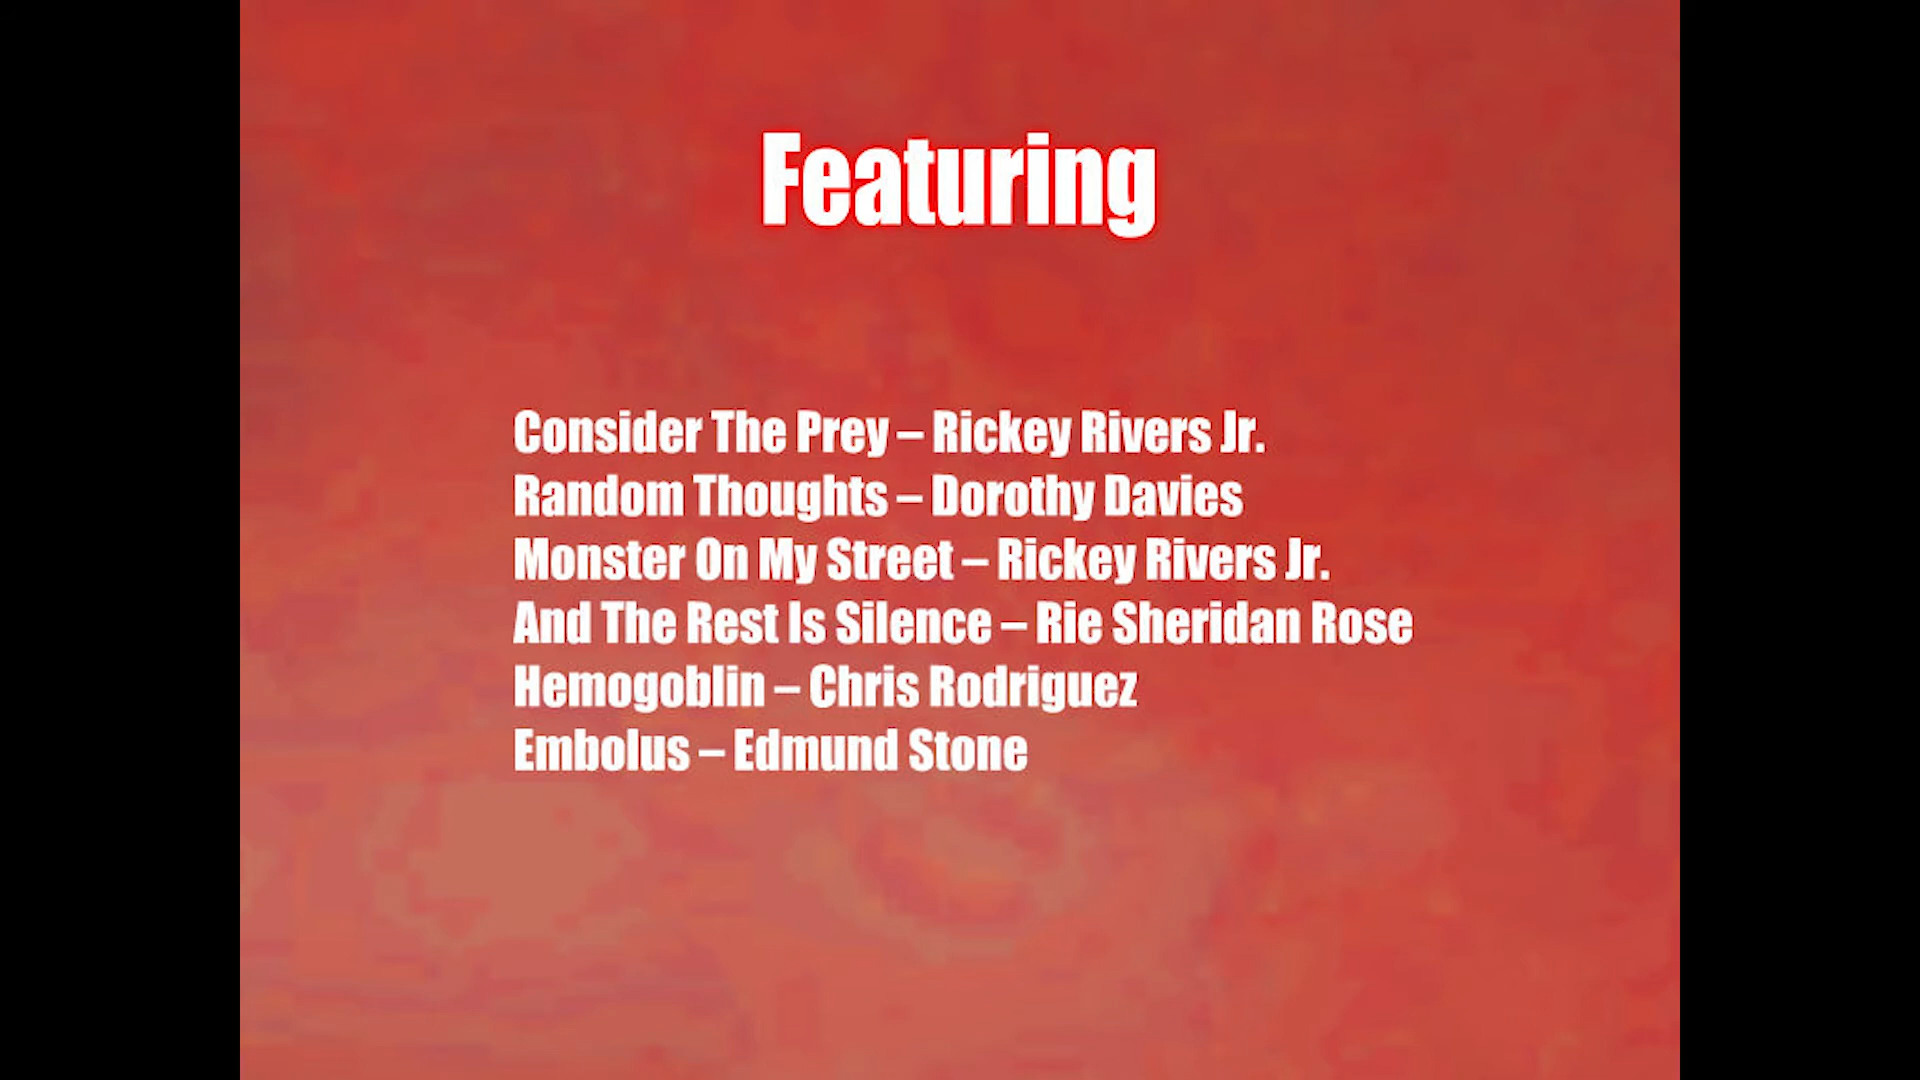 Featuring
Consider The Prey – Rickey Rivers Jr.
Random Thoughts – Dorothy Davies
Monster On My Street – Rickey Rivers Jr.
And The Rest Is Silence – Rie Sheridan Rose
Hemogoblin – Chris Rodriguez
Embolus – Edmund Stone